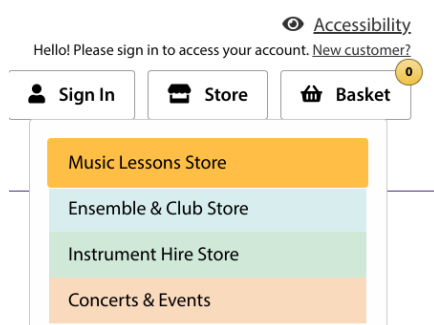 Accessibility
Hello! Please sign in to access your account. New customer?
0
Sign In Store Basket
Music Lessons Store
Ensemble & Club Store
Instrument Hire Store
Concerts & Events